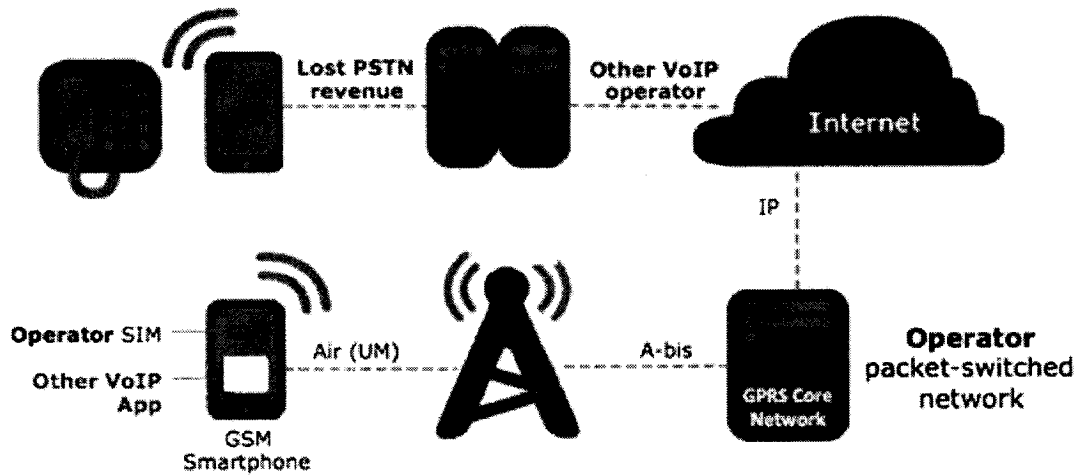 Lost PSTN
revenue
Other VoIP
operator
Internet
IP
Operator SIM
Other VoIP
App
Air (UM)
A-bis
GPRS Core
Network
Operator
packet-switched
network
GSM
Smartphone